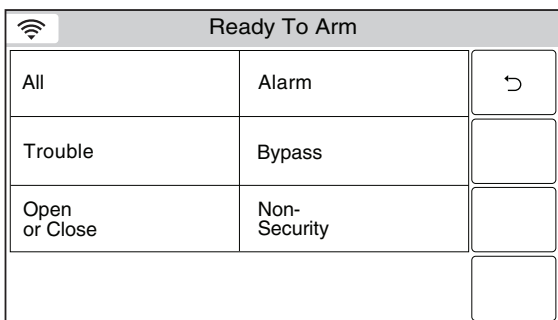 Ready To Arm
All
Alarm
Trouble
Bypass
Open
or Close
Non-
Security